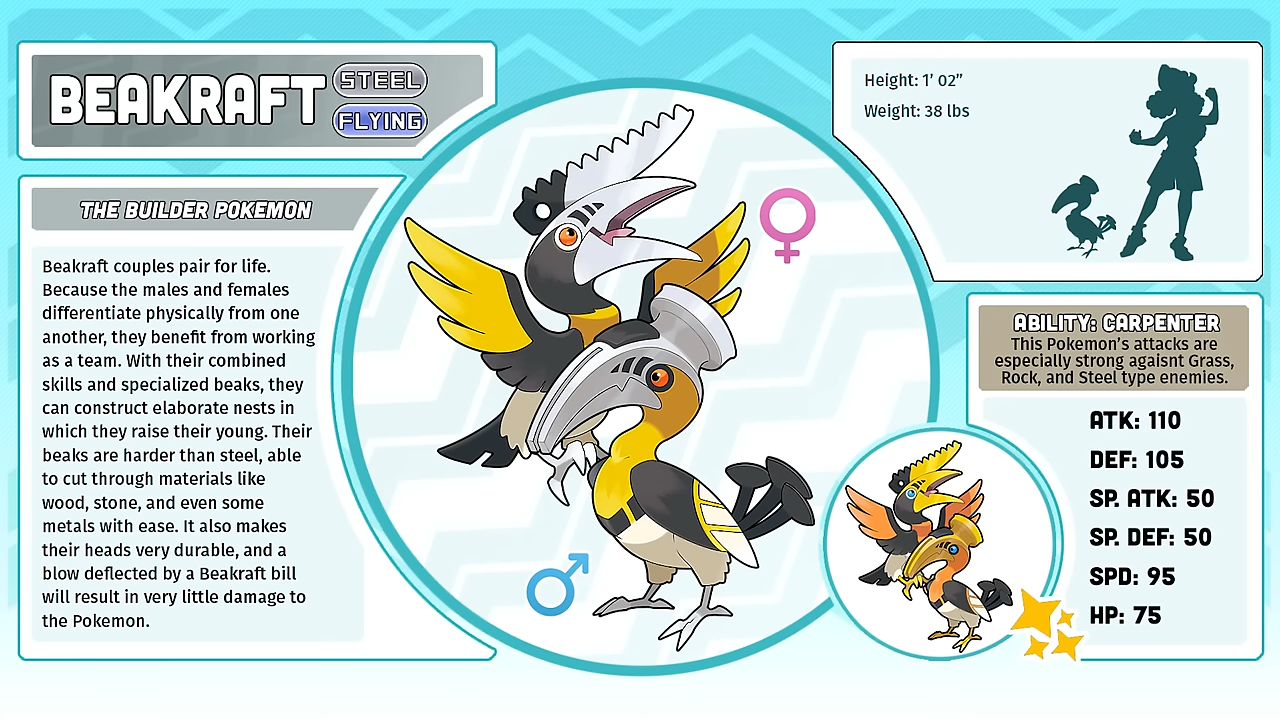 BEAKRAFT
STEEL
FLYING
THE BUILDER POKEMON
Beakraft couples pair for life.
Because the males and females
differentiate physically from one
another, they benefit from working
as a team. With their combined
skills and specialized beaks, they
can construct elaborate nests in
which they raise their young. Their
beaks are harder than steel, able
to cut through materials like
wood, stone, and even some
metals with ease. It also makes
their heads very durable, and a
blow deflected by a Beakraft bill
will result in very little damage to
the Pokemon.
Height: 1’ 02”
Weight: 38 lbs
ABILITY: CARPENTER
This Pokemon’s attacks are
especially strong agaisnt Grass,
Rock, and Steel type enemies.
ATK: 110
DEF: 105
SP. ATK: 50
SP. DEF: 50
SPD: 95
HP: 75